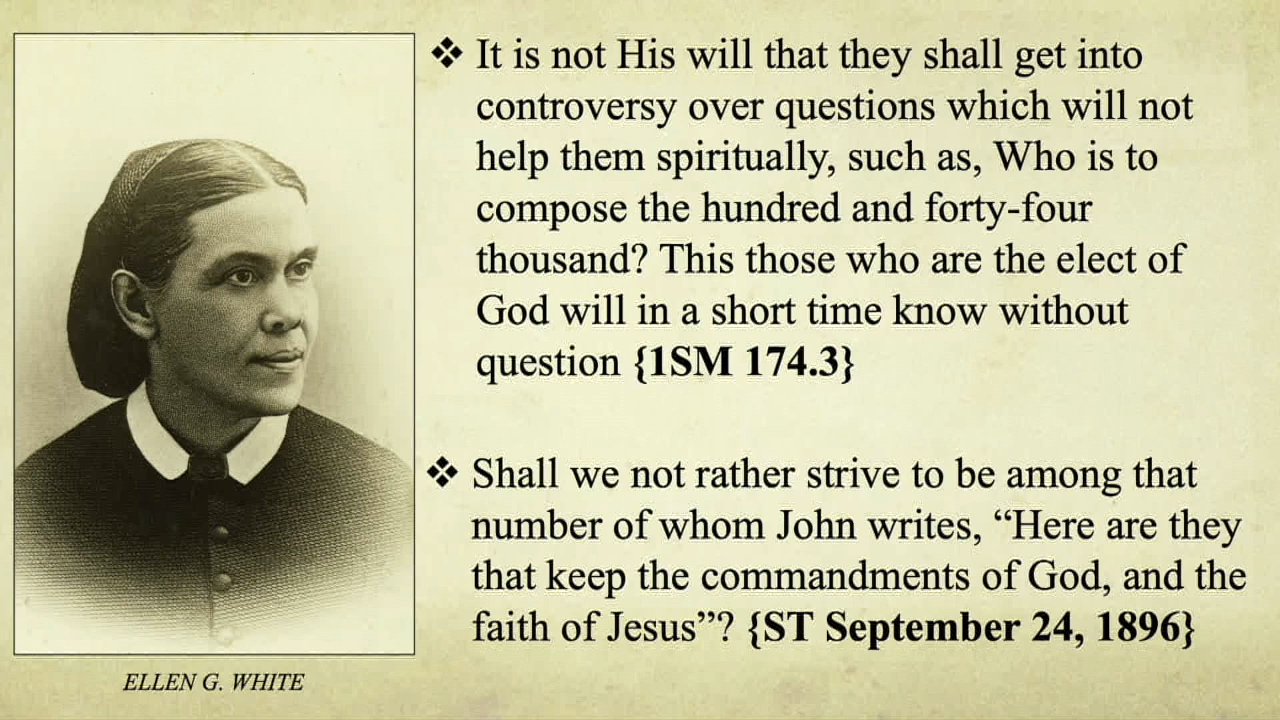 ❖ It is not His will that they shall get into
controversy over questions which will not
help them spiritually, such as, Who is to
compose the hundred and forty-four
thousand? This those who are the elect of
God will in a short time know without
question {1SM 174.3}
❖ Shall we not rather strive to be among that
number of whom John writes, “Here are they
that keep the commandments of God, and the
faith of Jesus”? {ST September 24, 1896}
ELLEN G. WHITE